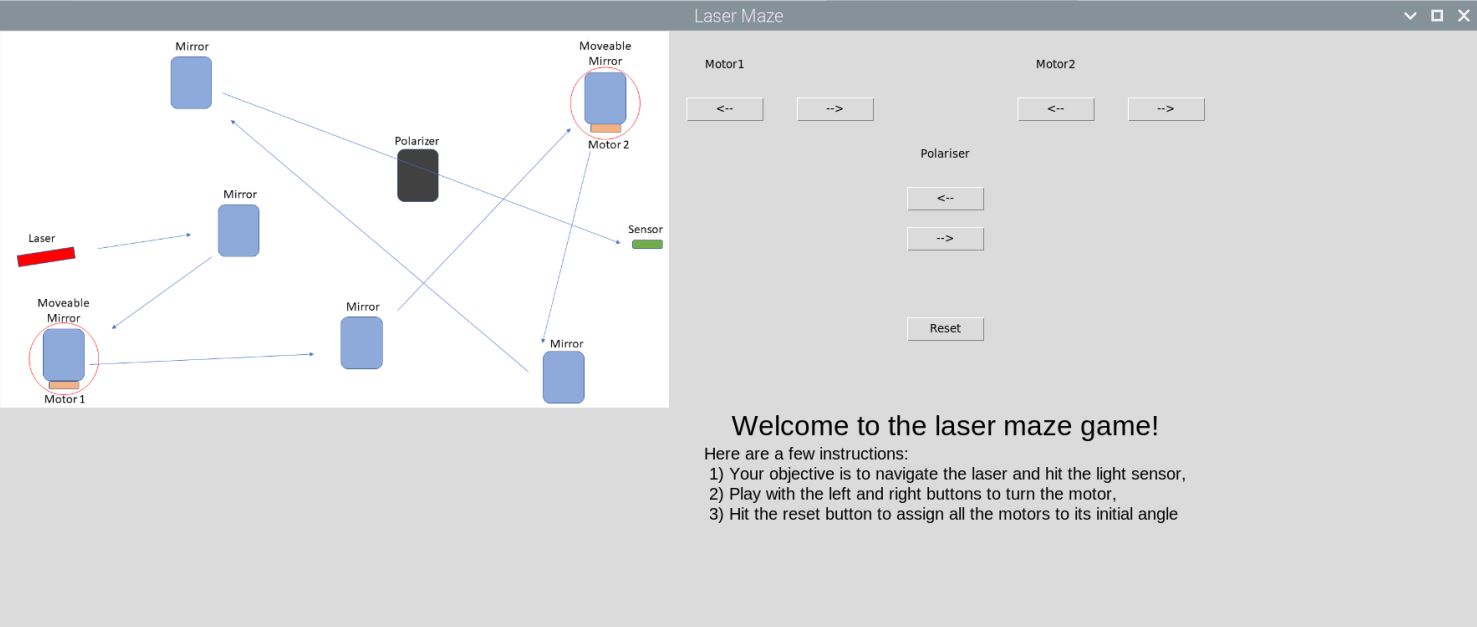 Laser Maze
Mirror
Moveable
Mirror
Motor 2
Polarizer
Mirror
Laser
Sensor
Moveable
Mirror
Motor 1
Mirror
Mirror
Motor1
<-- -->
Motor2
<-- -->
Polariser
<--
-->
Reset
Welcome to the laser maze game!
Here are a few instructions:
1) Your objective is to navigate the laser and hit the light sensor,
2) Play with the left and right buttons to turn the motor,
3) Hit the reset button to assign all the motors to its initial angle